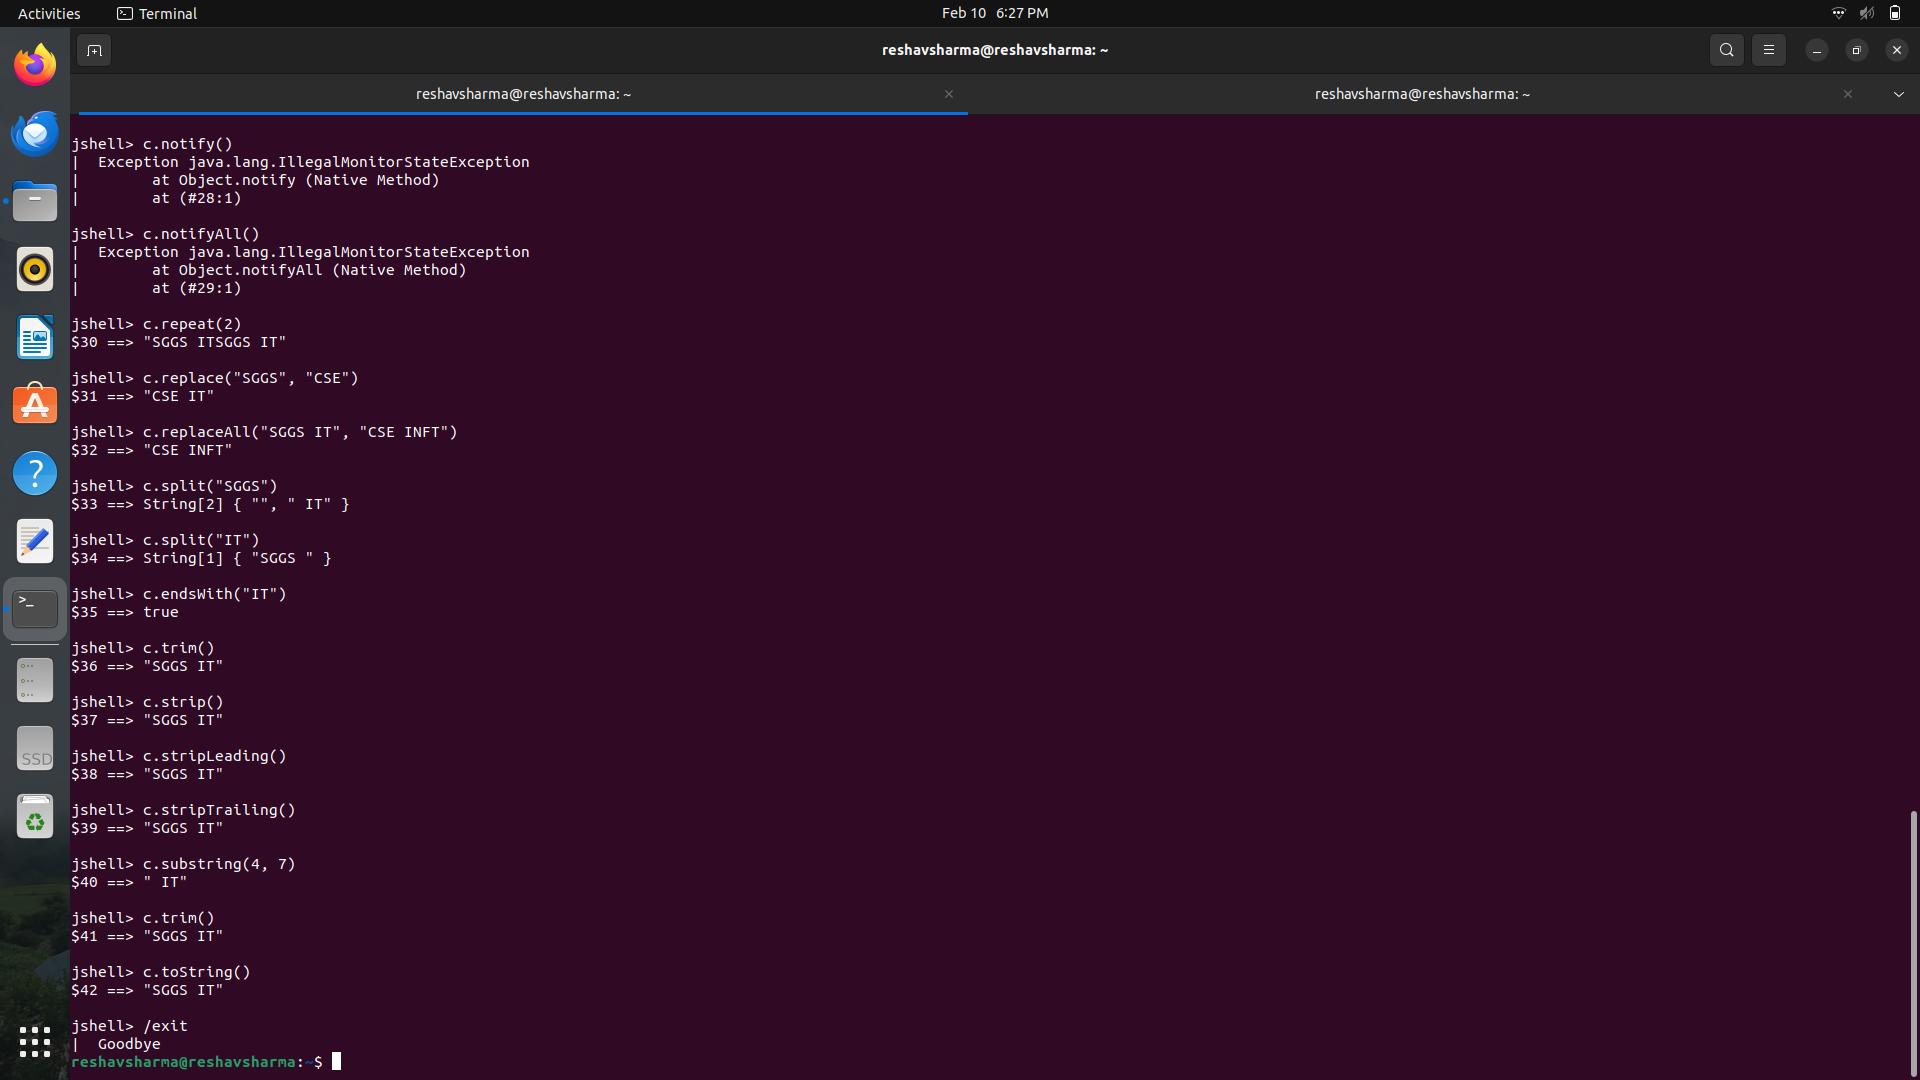 Activities
Terminal
Feb 10 6:27 PM
reshavsharma@reshavsharma: ~
reshavsharma@reshavsharma: ~
reshavsharma@reshavsharma: ~
jshell> c.notify()
|  Exception java.lang.IllegalMonitorStateException
|        at Object.notify (Native Method)
|        at (#28:1)
jshell> c.notifyAll()
|  Exception java.lang.IllegalMonitorStateException
|        at Object.notifyAll (Native Method)
|        at (#29:1)
jshell> c.repeat(2)
$30 ==> "SGGS ITSGGS IT"
jshell> c.replace("SGGS", "CSE")
$31 ==> "CSE IT"
jshell> c.replaceAll("SGGS IT", "CSE INFT")
$32 ==> "CSE INFT"
jshell> c.split("SGGS")
$33 ==> String[2] { "", " IT" }
jshell> c.split("IT")
$34 ==> String[1] { "SGGS " }
jshell> c.endsWith("IT")
$35 ==> true
jshell> c.trim()
$36 ==> "SGGS IT"
jshell> c.strip()
$37 ==> "SGGS IT"
jshell> c.stripLeading()
$38 ==> "SGGS IT"
jshell> c.stripTrailing()
$39 ==> "SGGS IT"
jshell> c.substring(4, 7)
$40 ==> " IT"
jshell> c.trim()
$41 ==> "SGGS IT"
jshell> c.toString()
$42 ==> "SGGS IT"
jshell> /exit
|  Goodbye
reshavsharma@reshavsharma:~$
SSD